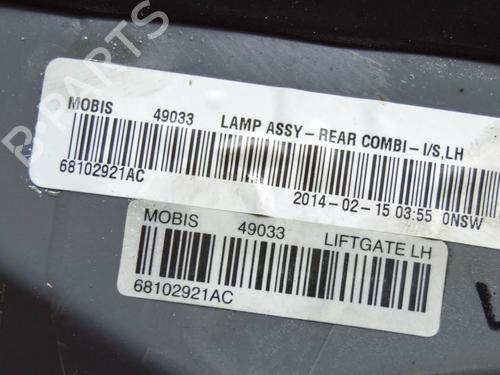 B-PARTS
MOBIS 49033 LAMP ASSY-REAR COMBI-I/S,LH
68102921AC 2014-02-15 03:55 0NSW
MOBIS 49033 LIFTGATE LH
68102921AC